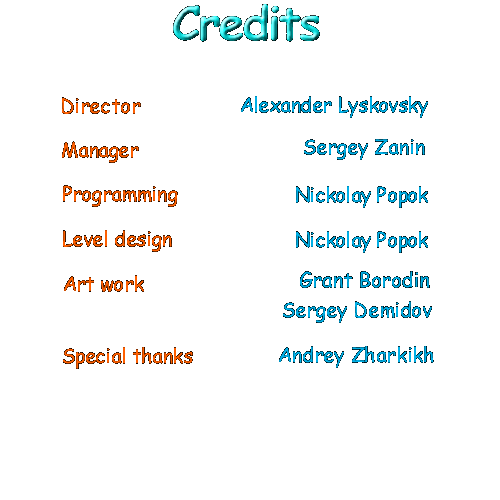 Credits
Director Alexander Lyskovsky
Manager Sergey Zanin
Programming Nickolay Popok
Level design Nickolay Popok
Art work Grant Borodin
Sergey Demidov
Special thanks Andrey Zharkikh